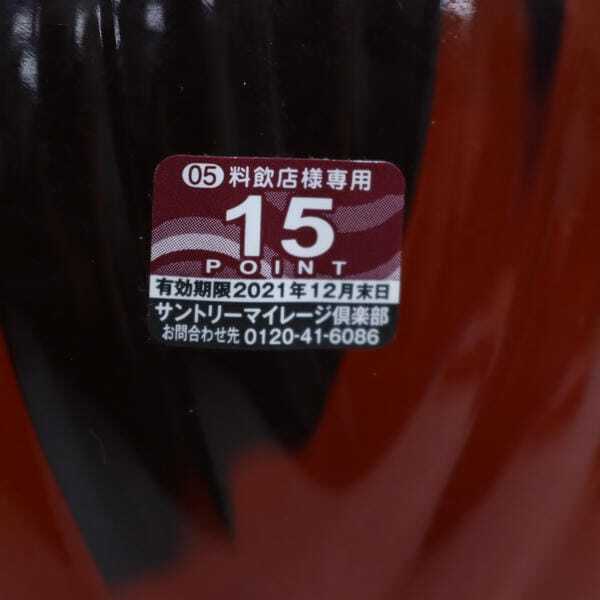 05 料飲店様専用
15
POINT
有効期限2021年12月末日
サントリーマイレージ倶楽部
お問合わせ先 0120-41-6086